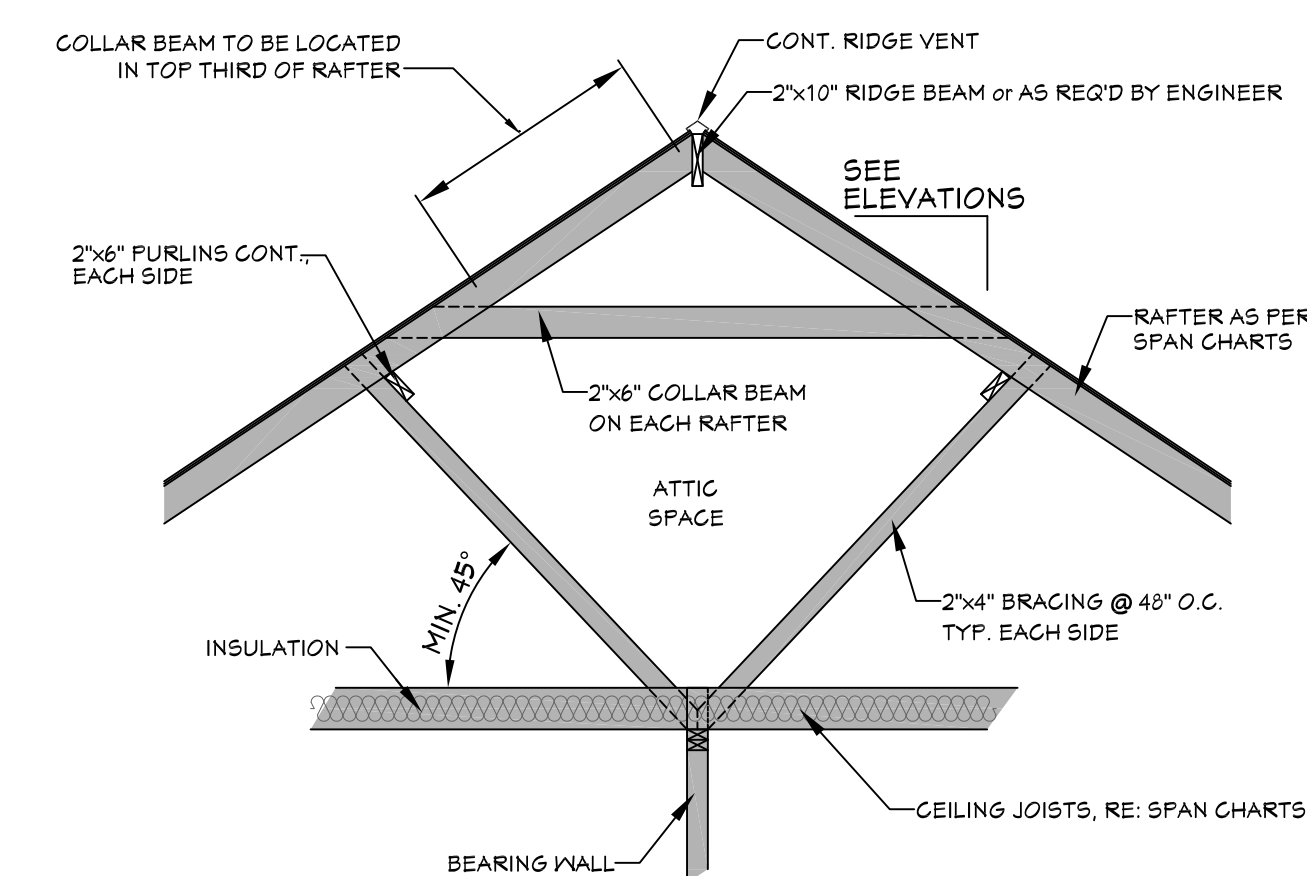 COLLAR BEAM TO BE LOCATED
IN TOP THIRD OF RAFTER
CONT. RIDGE VENT
2"x10" RIDGE BEAM or AS REQ'D BY ENGINEER
SEE
ELEVATIONS
2"x6" PURLINS CONT.,
EACH SIDE
RAFTER AS PER
SPAN CHARTS
2"x6" COLLAR BEAM
ON EACH RAFTER
ATTIC
SPACE
MIN. 45°
2"x4" BRACING @ 48" O.C.
TYP. EACH SIDE
INSULATION
CEILING JOISTS, RE: SPAN CHARTS
BEARING WALL